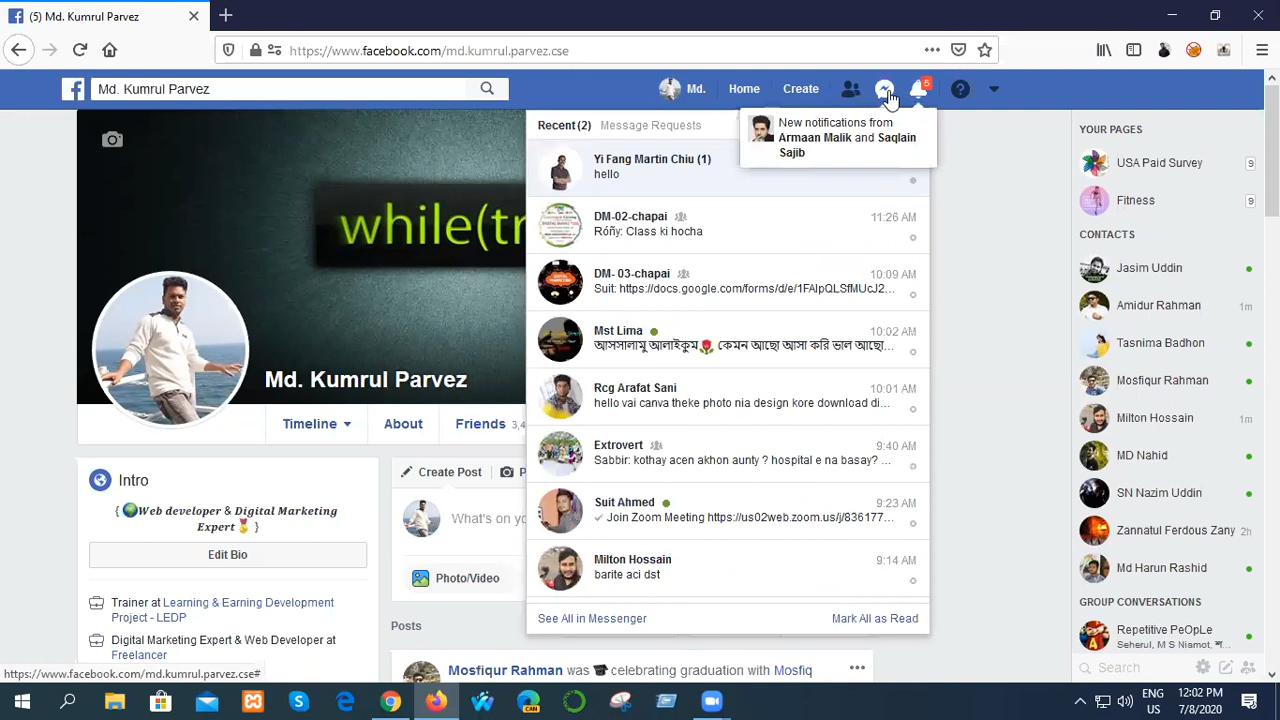 (5) Md. Kumrul Parvez
https://www.facebook.com/md.kumrul.parvez.cse
Md. Kumrul Parvez
Md.
Home
Create
5
New notifications from
Armaan Malik and Saqlain
Sajib
Recent (2)
Message Requests
Yi Fang Martin Chiu (1)
hello
DM-02-chapai
11:26 AM
Róñy: Class ki hocha
DM- 03-chapai
10:09 AM
Suit: https://docs.google.com/forms/d/e/1FAIpQLSfMUcJ2...
Mst Lima
10:02 AM
আসসালামু আলাইকুম🌹 কেমন আছো আসা করি ভাল আছো...
Rcg Arafat Sani
10:01 AM
hello vai canva theke photo nia design kore download di...
Extrovert
9:40 AM
Sabbir: kothay acen akhon aunty ? hospital e na basay? ...
Suit Ahmed
9:23 AM
✓ Join Zoom Meeting https://us02web.zoom.us/j/836177...
Milton Hossain
9:14 AM
barite aci dst
See All in Messenger
Mark All as Read
while(tr
Md. Kumrul Parvez
Timeline
About
Friends 3,4
Intro
{ 🌍Web developer & Digital Marketing
Expert🏅 }
Edit Bio
Trainer at Learning & Earning Development
Project - LEDP
Digital Marketing Expert & Web Developer at
Freelancer
Create Post
P
What's on yo
Photo/Video
Posts
Mosfiqur Rahman was 🎓 celebrating graduation with Mosfiq
YOUR PAGES
USA Paid Survey
9
Fitness
9
CONTACTS
Jasim Uddin
Amidur Rahman
1m
Tasnima Badhon
Mosfiqur Rahman
Milton Hossain
1m
MD Nahid
SN Nazim Uddin
Zannatul Ferdous Zany
2h
Md Harun Rashid
GROUP CONVERSATIONS
Repetitive PeOpLe
Seherul, M S Niamot,
Search
https://www.facebook.com/md.kumrul.parvez.cse#
CAN
ENG
US
12:02 PM
7/8/2020